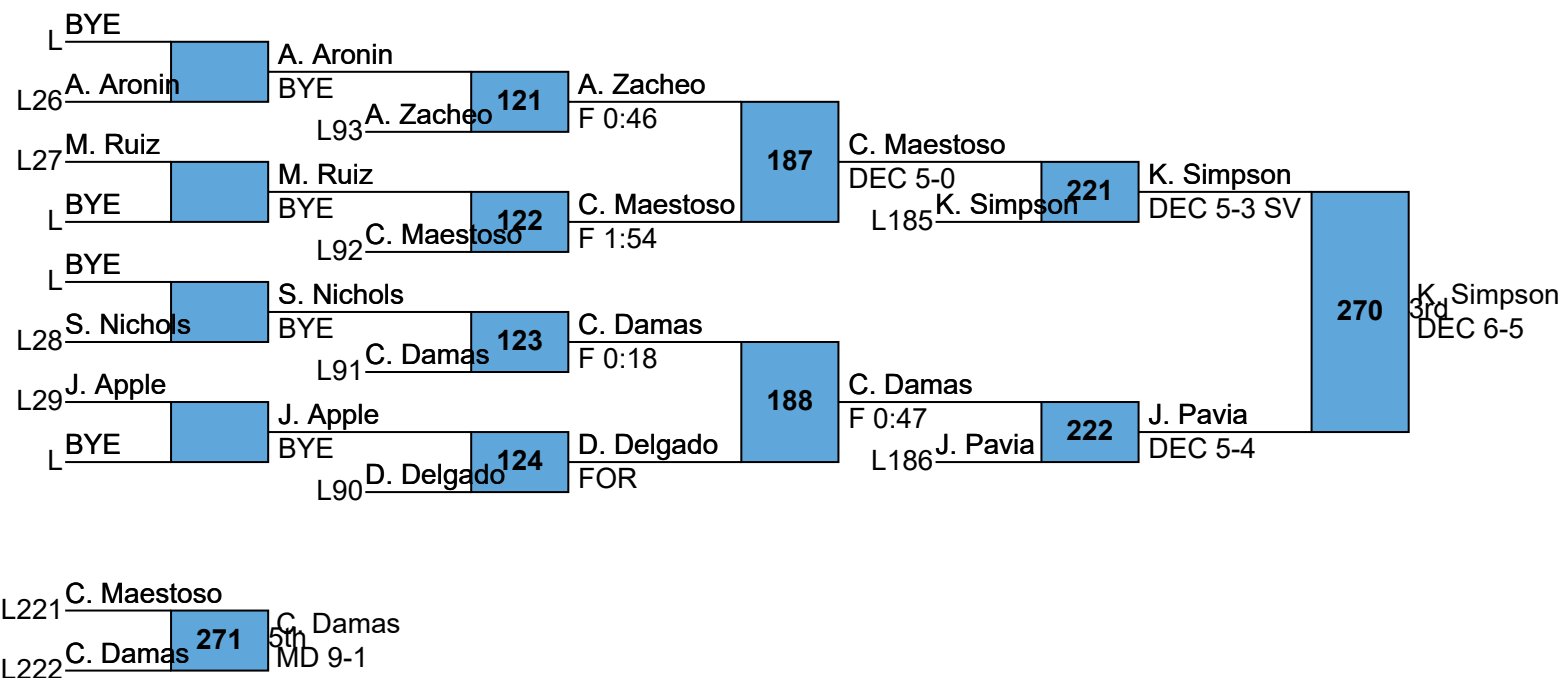 BYE
L
A. Aronin
L26
A. Aronin
BYE
A. Zacheo
L93
121
A. Zacheo
F 0:46
M. Ruiz
L27
BYE
L
M. Ruiz
BYE
C. Maestoso
L92
122
C. Maestoso
F 1:54
187
C. Maestoso
DEC 5-0
K. Simpson
L185
221
K. Simpson
DEC 5-3 SV
BYE
L
S. Nichols
L28
S. Nichols
BYE
C. Damas
L91
123
C. Damas
F 0:18
J. Apple
L29
BYE
L
J. Apple
BYE
D. Delgado
L90
124
D. Delgado
FOR
188
C. Damas
F 0:47
J. Pavia
L186
222
J. Pavia
DEC 5-4
270
3rd
K. Simpson
DEC 6-5
C. Maestoso
L221
C. Damas
L222
271
5th
C. Damas
MD 9-1